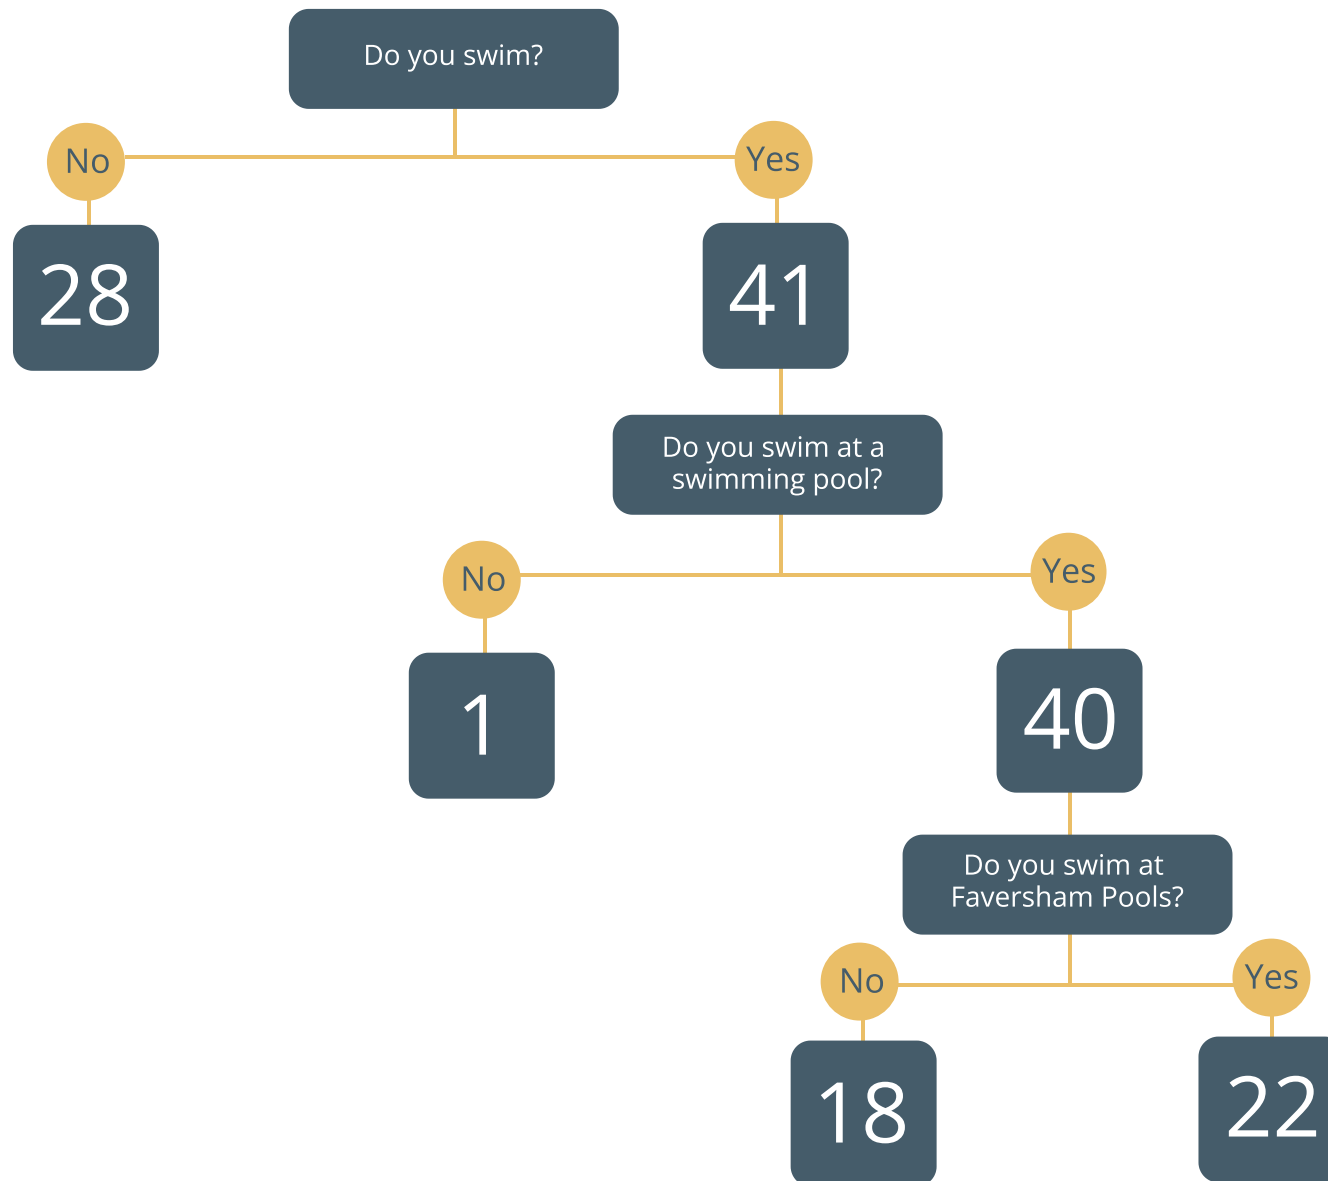 Do you swim?
No
Yes
28
41
Do you swim at a
swimming pool?
No
Yes
1
40
Do you swim at
Faversham Pools?
No
Yes
18
22